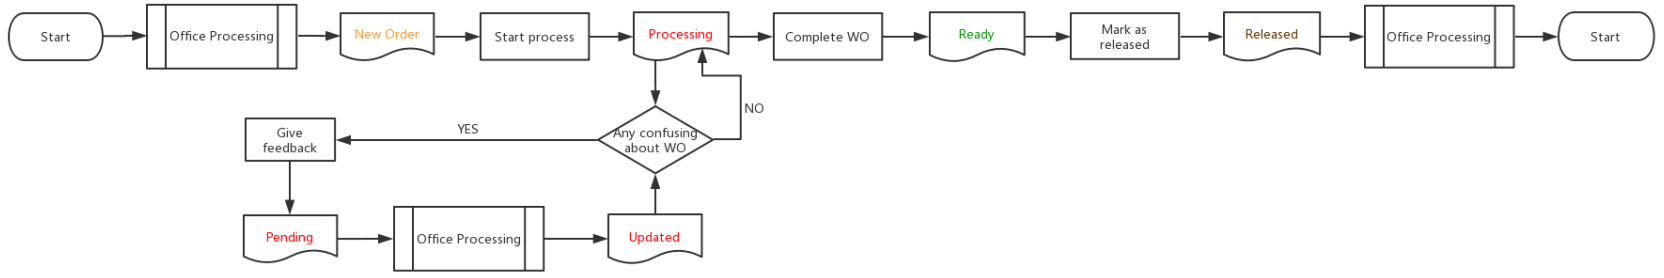 Start
Office Processing
New Order
Start process
Processing
Complete WO
Ready
Mark as
released
Released
Office Processing
Start
NO
YES
Any confusing
about WO
Give
feedback
Pending
Office Processing
Updated